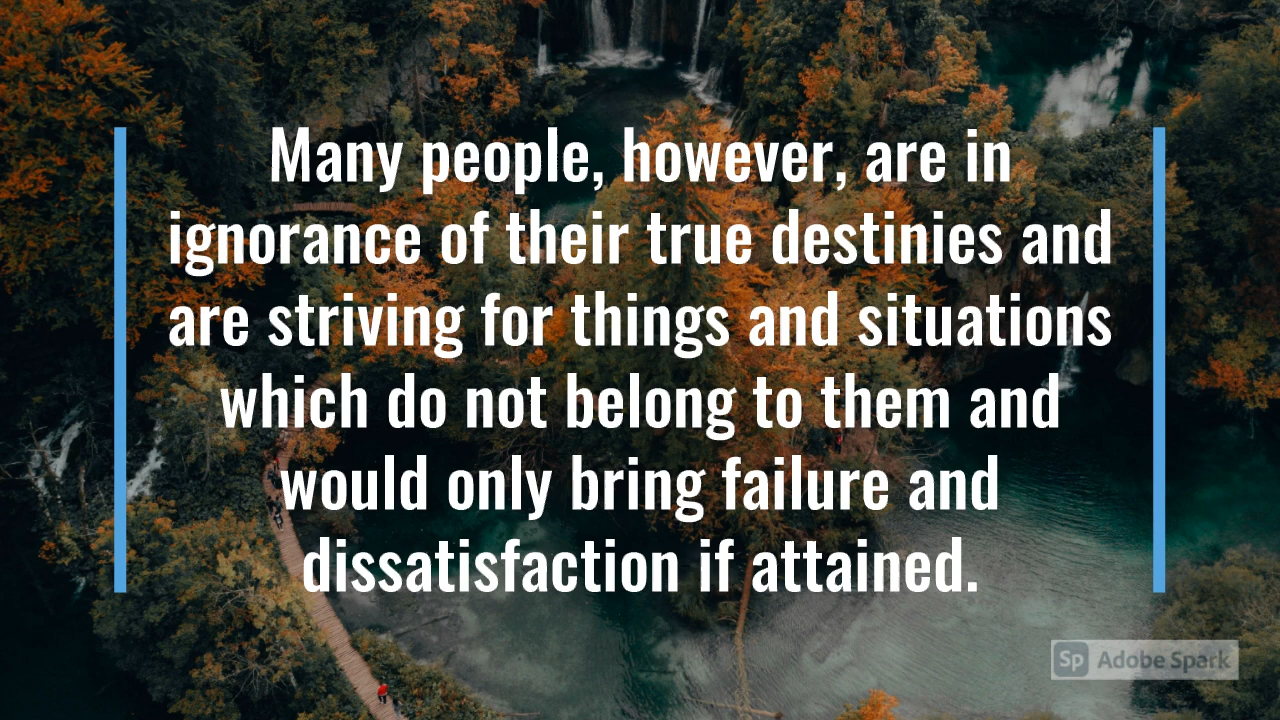 Many people, however, are in
ignorance of their true destinies and
are striving for things and situations
which do not belong to them and
would only bring failure and
dissatisfaction if attained.
Sp Adobe Spark